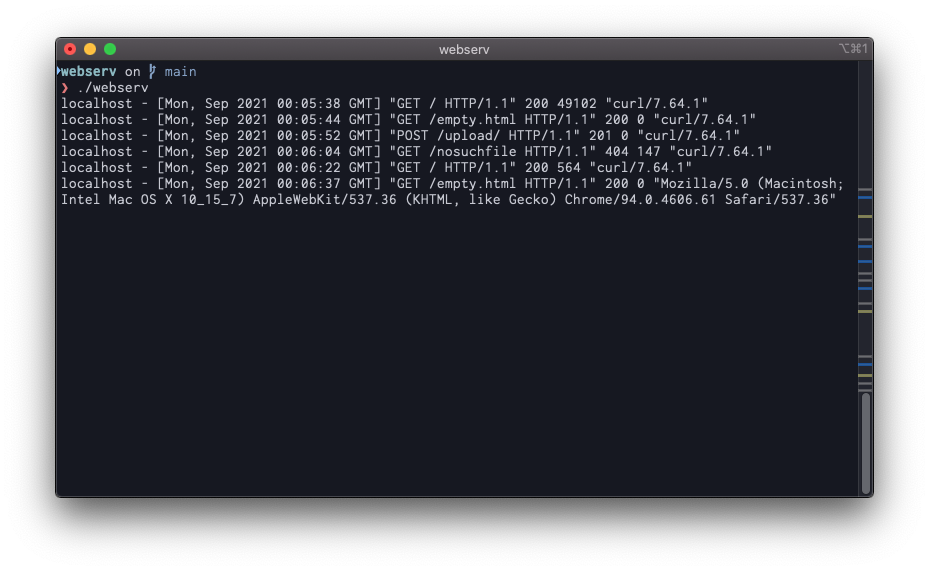 webserv
⌥⌘1
webserv on main
❯ ./webserv
localhost - [Mon, Sep 2021 00:05:38 GMT] "GET / HTTP/1.1" 200 49102 "curl/7.64.1"
localhost - [Mon, Sep 2021 00:05:44 GMT] "GET /empty.html HTTP/1.1" 200 0 "curl/7.64.1"
localhost - [Mon, Sep 2021 00:05:52 GMT] "POST /upload/ HTTP/1.1" 201 0 "curl/7.64.1"
localhost - [Mon, Sep 2021 00:06:04 GMT] "GET /nosuchfile HTTP/1.1" 404 147 "curl/7.64.1"
localhost - [Mon, Sep 2021 00:06:22 GMT] "GET / HTTP/1.1" 200 564 "curl/7.64.1"
localhost - [Mon, Sep 2021 00:06:37 GMT] "GET /empty.html HTTP/1.1" 200 0 "Mozilla/5.0 (Macintosh;
Intel Mac OS X 10_15_7) AppleWebKit/537.36 (KHTML, like Gecko) Chrome/94.0.4606.61 Safari/537.36"